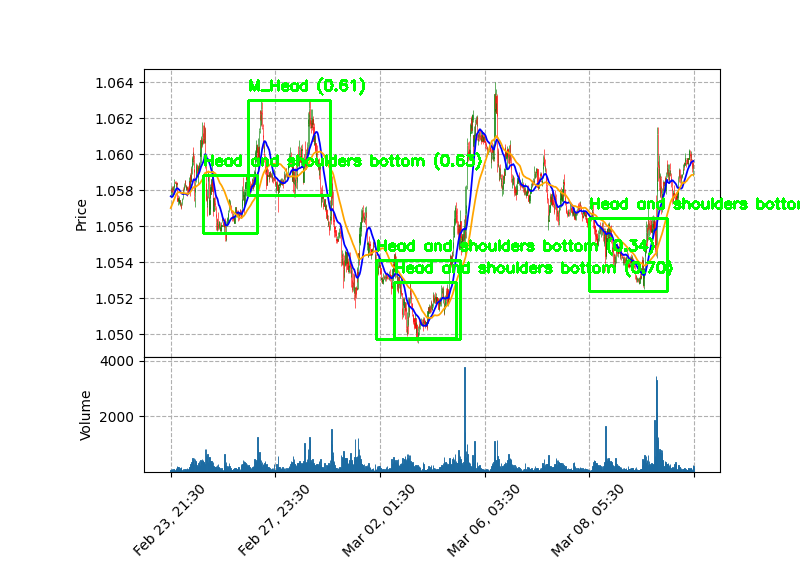 M_Head (0.61)
Head and shoulders bottom (0.63)
Head and shoulders bottom
Head and shoulders bottom (0.34)
Head and shoulders bottom (0.70)
Price
1.064
1.062
1.060
1.058
1.056
1.054
1.052
1.050
Volume
4000
2000
Feb 23, 21:30
Feb 27, 23:30
Mar 02, 01:30
Mar 06, 03:30
Mar 08, 05:30